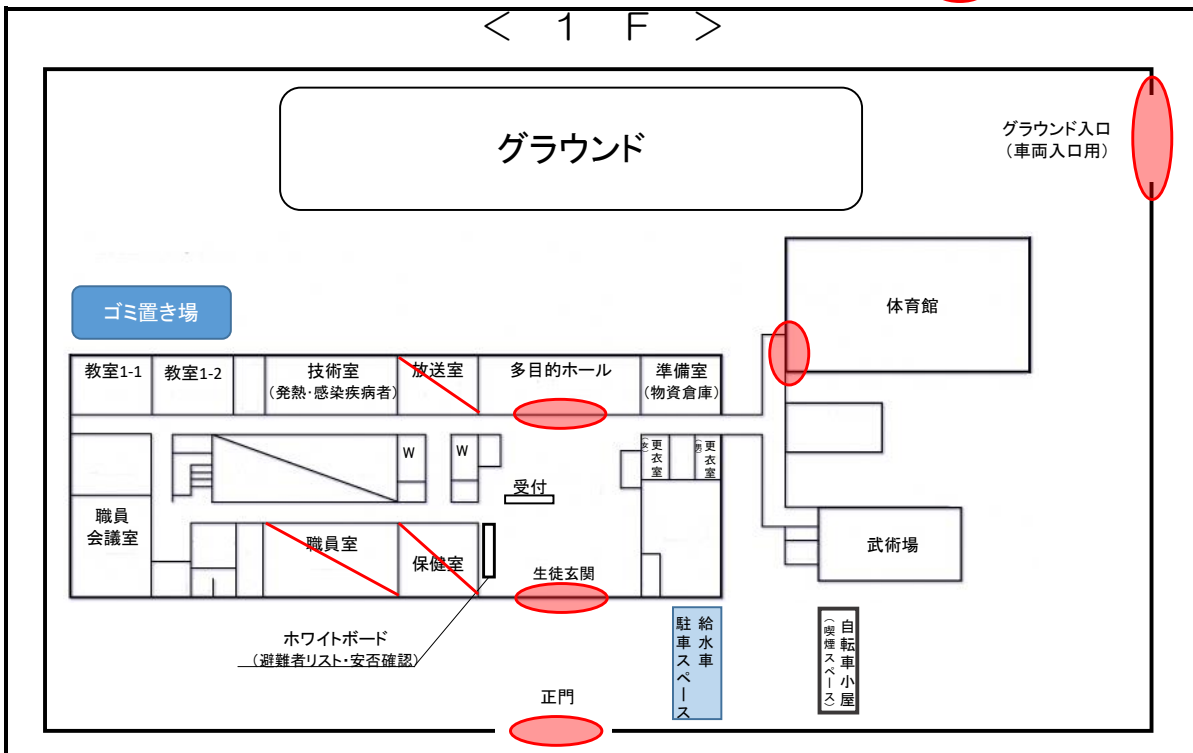 < 1 F >
グラウンド
グラウンド入口
（車両入口用）
体育館
ゴミ置き場
教室1-1
教室1-2
技術室
（発熱・感染疾病者）
放送室
多目的ホール
準備室
（物資倉庫）
W
W
更衣室
（女）
更衣室
（男）
受付
職員
会議室
職員室
保健室
生徒玄関
武術場
ホワイトボード
（避難者リスト・安否確認）
給水車
駐車スペース
自転車小屋
（喫煙スペース）
正門